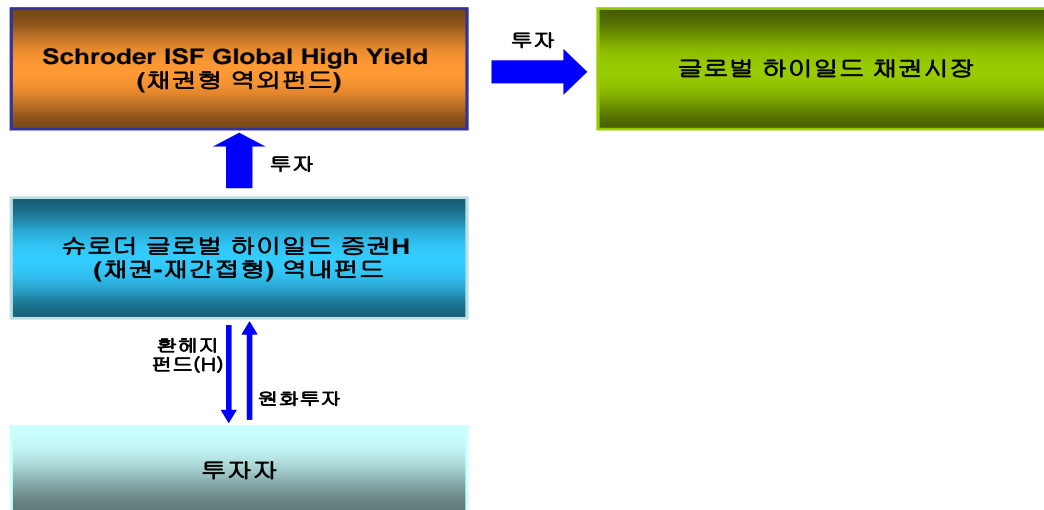 Schroder ISF Global High Yield
(채권형 역외펀드)
투자
글로벌 하이일드 채권시장
투자
슈로더 글로벌 하이일드 증권H
(채권-재간접형) 역내펀드
환헤지
펀드(H)
원화투자
투자자